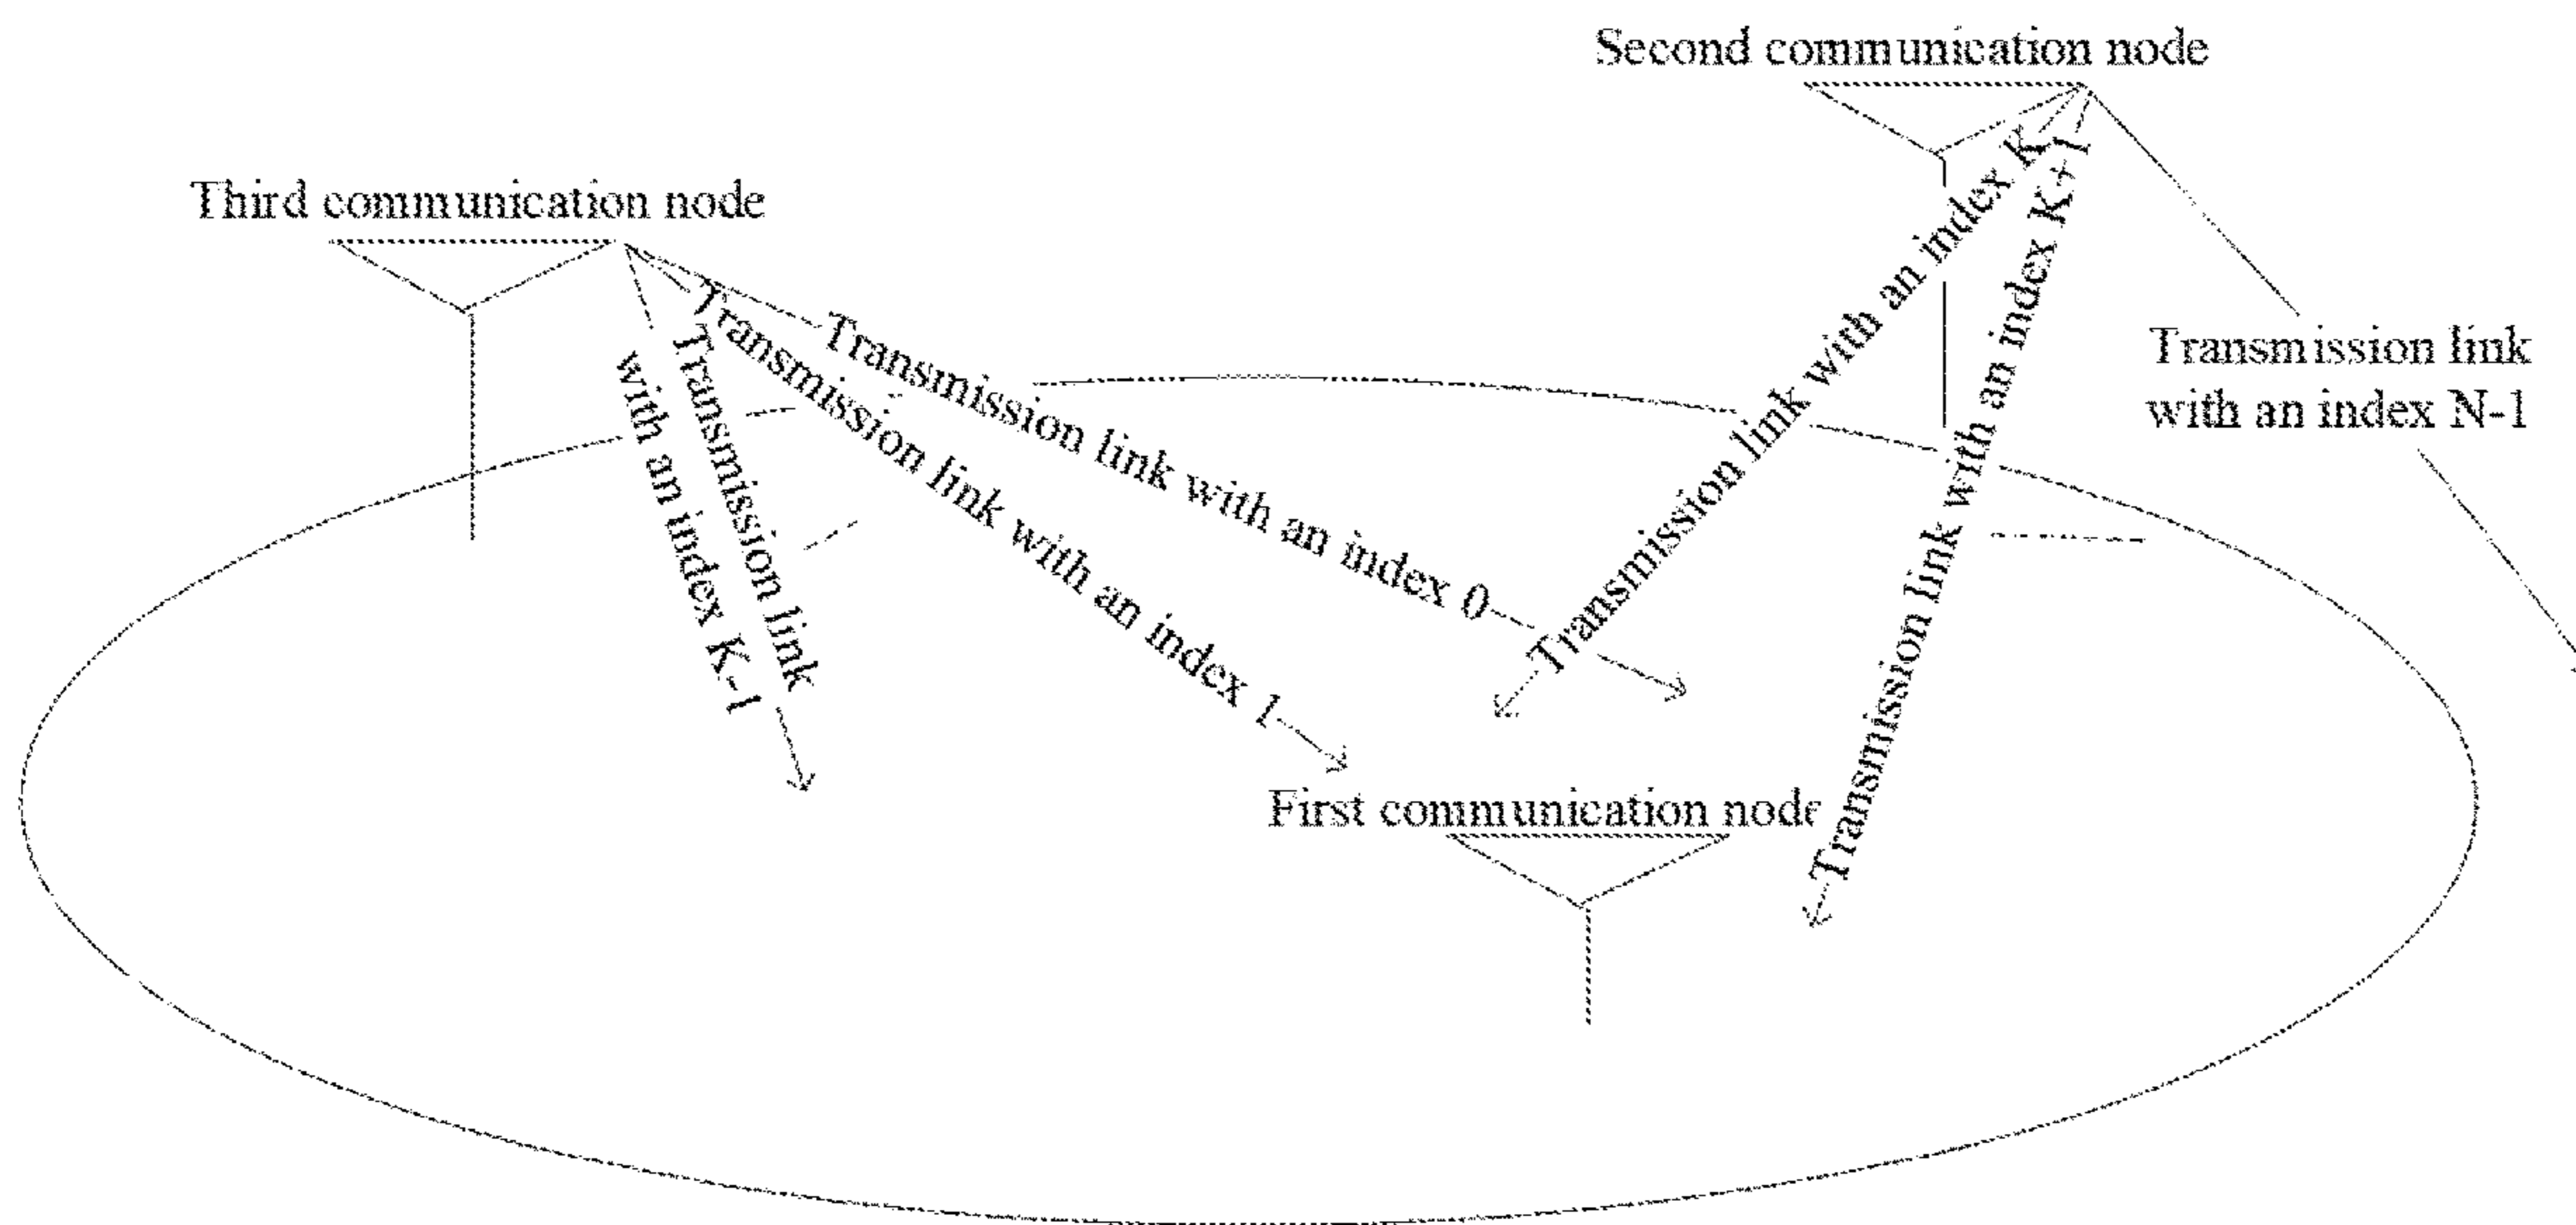 Second communication node
Third communication node
Transmission link
with an index K-1
Transmission link with an index 1
Transmission link with an index 0
Transmission link with an index K
Transmission link with an index K+1
Transmission link
with an index N-1
First communication node